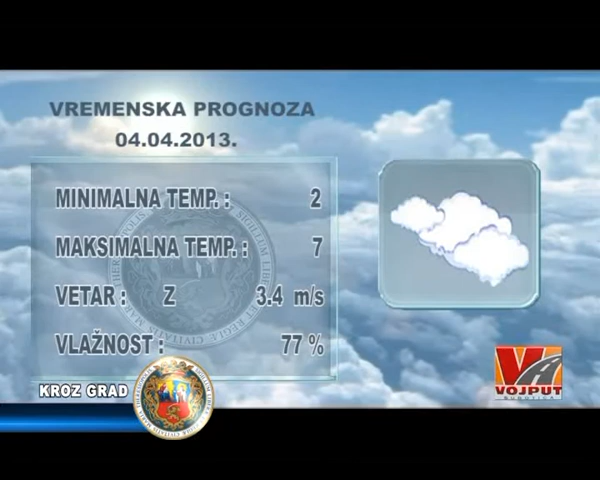 VREMENSKA PROGNOZA
04.04.2013.
MINIMALNA TEMP. : 2
MAKSIMALNA TEMP. : 7
VETAR : Z 3.4 m/s
VLAŽNOST : 77 %
KROZ GRAD
VOJPUT
SUBOTICA